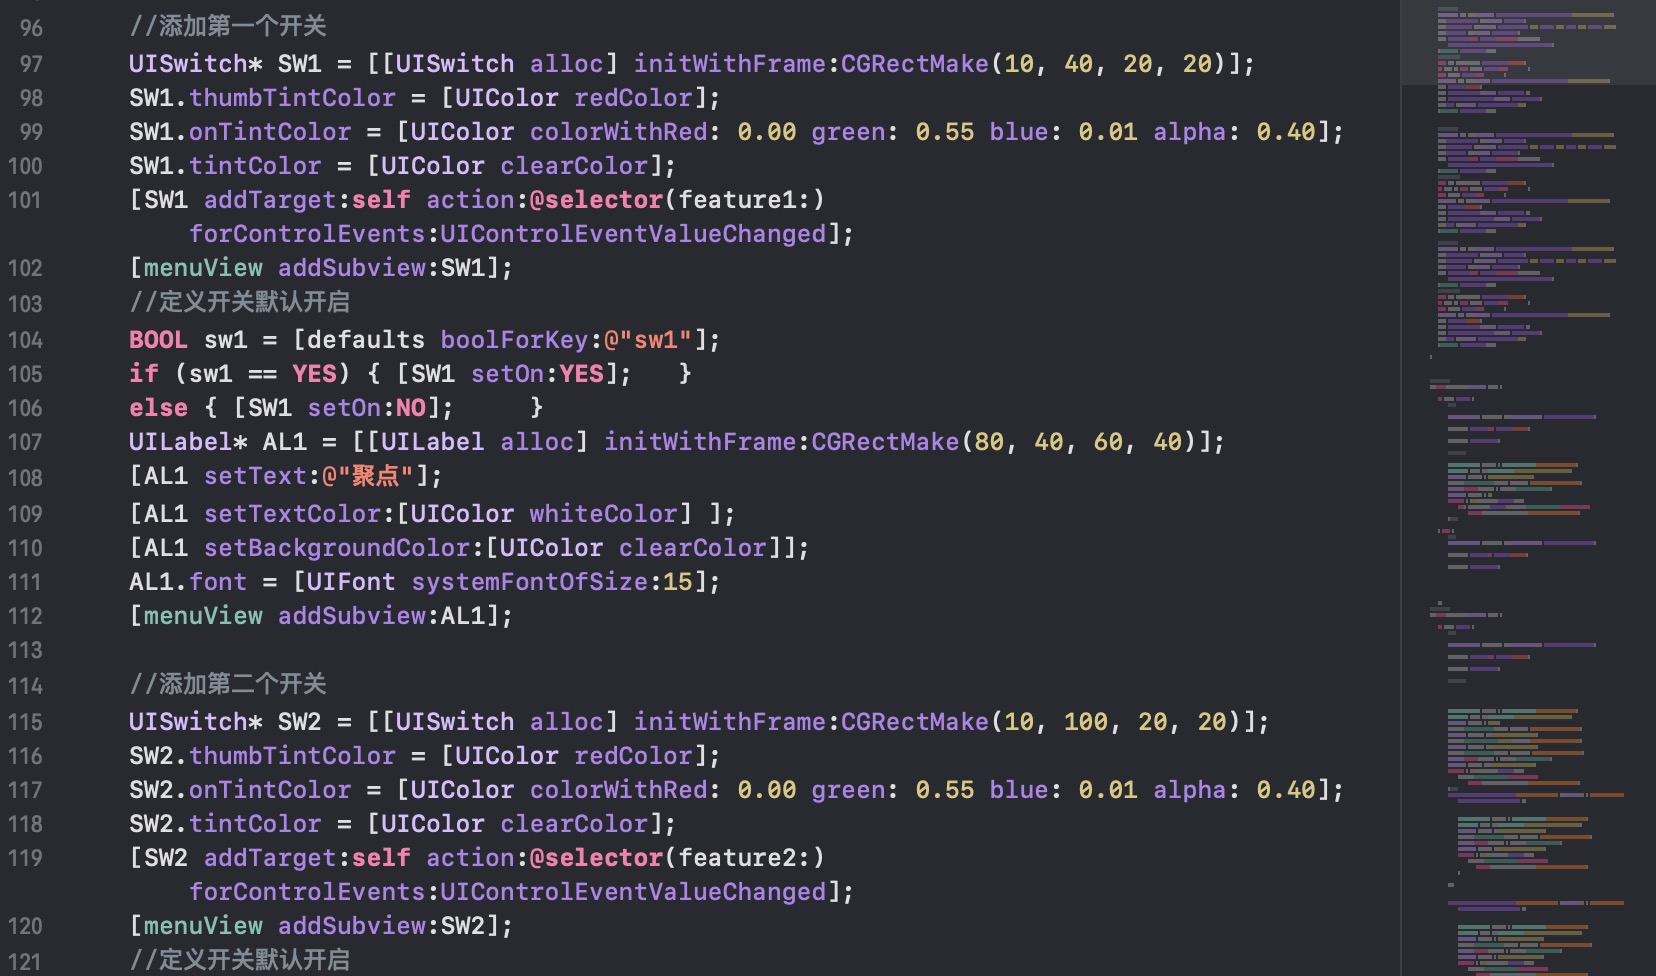 96 //添加第一个开关
97 UISwitch* SW1 = [[UISwitch alloc] initWithFrame:CGRectMake(10, 40, 20, 20)];
98 SW1.thumbTintColor = [UIColor redColor];
99 SW1.onTintColor = [UIColor colorWithRed: 0.00 green: 0.55 blue: 0.01 alpha: 0.40];
100 SW1.tintColor = [UIColor clearColor];
101 [SW1 addTarget:self action:@selector(feature1:)
forControlEvents:UIControlEventValueChanged];
102 [menuView addSubview:SW1];
103 //定义开关默认开启
104 BOOL sw1 = [defaults boolForKey:@"sw1"];
105 if (sw1 == YES) { [SW1 setOn:YES];   }
106 else { [SW1 setOn:NO];     }
107 UILabel* AL1 = [[UILabel alloc] initWithFrame:CGRectMake(80, 40, 60, 40)];
108 [AL1 setText:@"聚点"];
109 [AL1 setTextColor:[UIColor whiteColor] ];
110 [AL1 setBackgroundColor:[UIColor clearColor]];
111 AL1.font = [UIFont systemFontOfSize:15];
112 [menuView addSubview:AL1];
113
114 //添加第二个开关
115 UISwitch* SW2 = [[UISwitch alloc] initWithFrame:CGRectMake(10, 100, 20, 20)];
116 SW2.thumbTintColor = [UIColor redColor];
117 SW2.onTintColor = [UIColor colorWithRed: 0.00 green: 0.55 blue: 0.01 alpha: 0.40];
118 SW2.tintColor = [UIColor clearColor];
119 [SW2 addTarget:self action:@selector(feature2:)
forControlEvents:UIControlEventValueChanged];
120 [menuView addSubview:SW2];
121 //定义开关默认开启